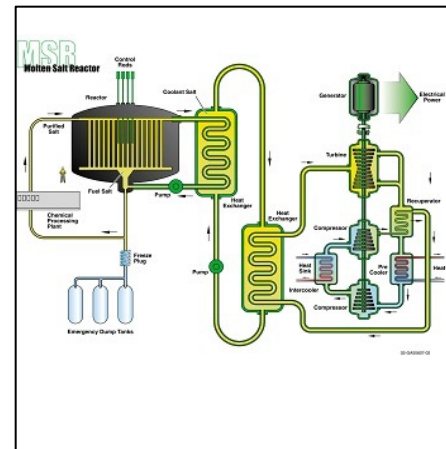 MSR
Molten Salt Reactor
Control
Rods
Coolant Salt
Reactor
Generator
Electrical
Power
Purified
Salt
Turbine
Fuel Salt
Pump
Heat
Exchanger
Heat
Exchanger
Recuperator
Chemical
Processing
Plant
Compressor
Freeze
Plug
Pump
Heat
Sink
Pre
Cooler
Heat
Intercooler
Compressor
Emergency Dump Tanks